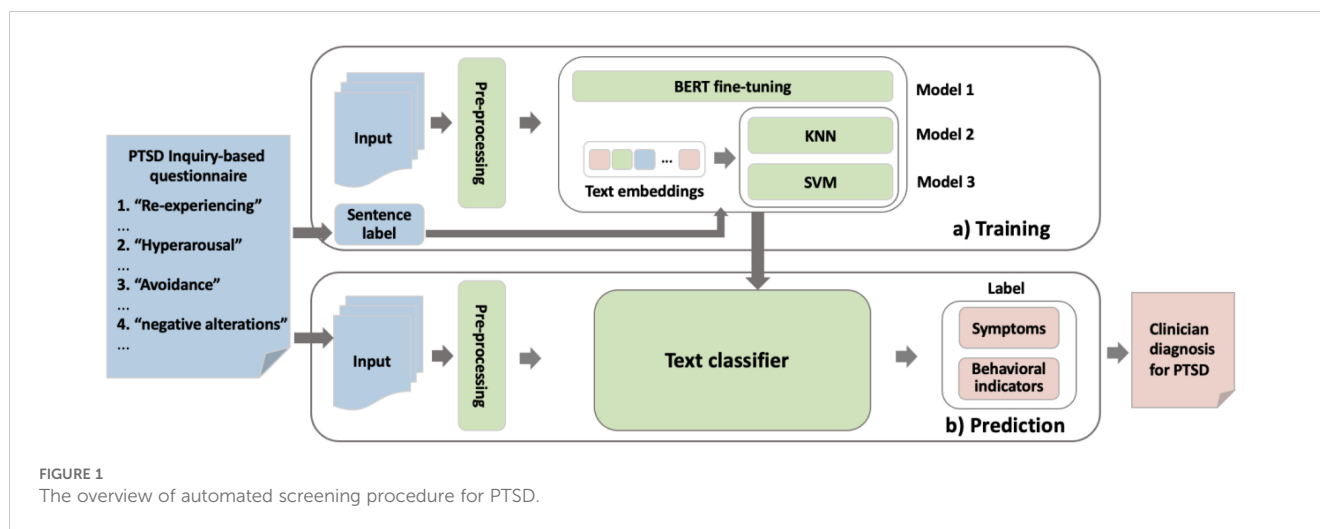 PTSD Inquiry-based
questionnaire
1. “Re-experiencing”
...
2. “Hyperarousal”
...
3. “Avoidance”
...
4. “negative alterations”
...
Input
Pre-processing
Sentence
label
BERT fine-tuning
Model 1
...
Text embeddings
KNN
Model 2
SVM
Model 3
a) Training
Input
Pre-processing
Text classifier
Label
Symptoms
Behavioral
indicators
b) Prediction
Clinician
diagnosis
for PTSD
FIGURE 1
The overview of automated screening procedure for PTSD.